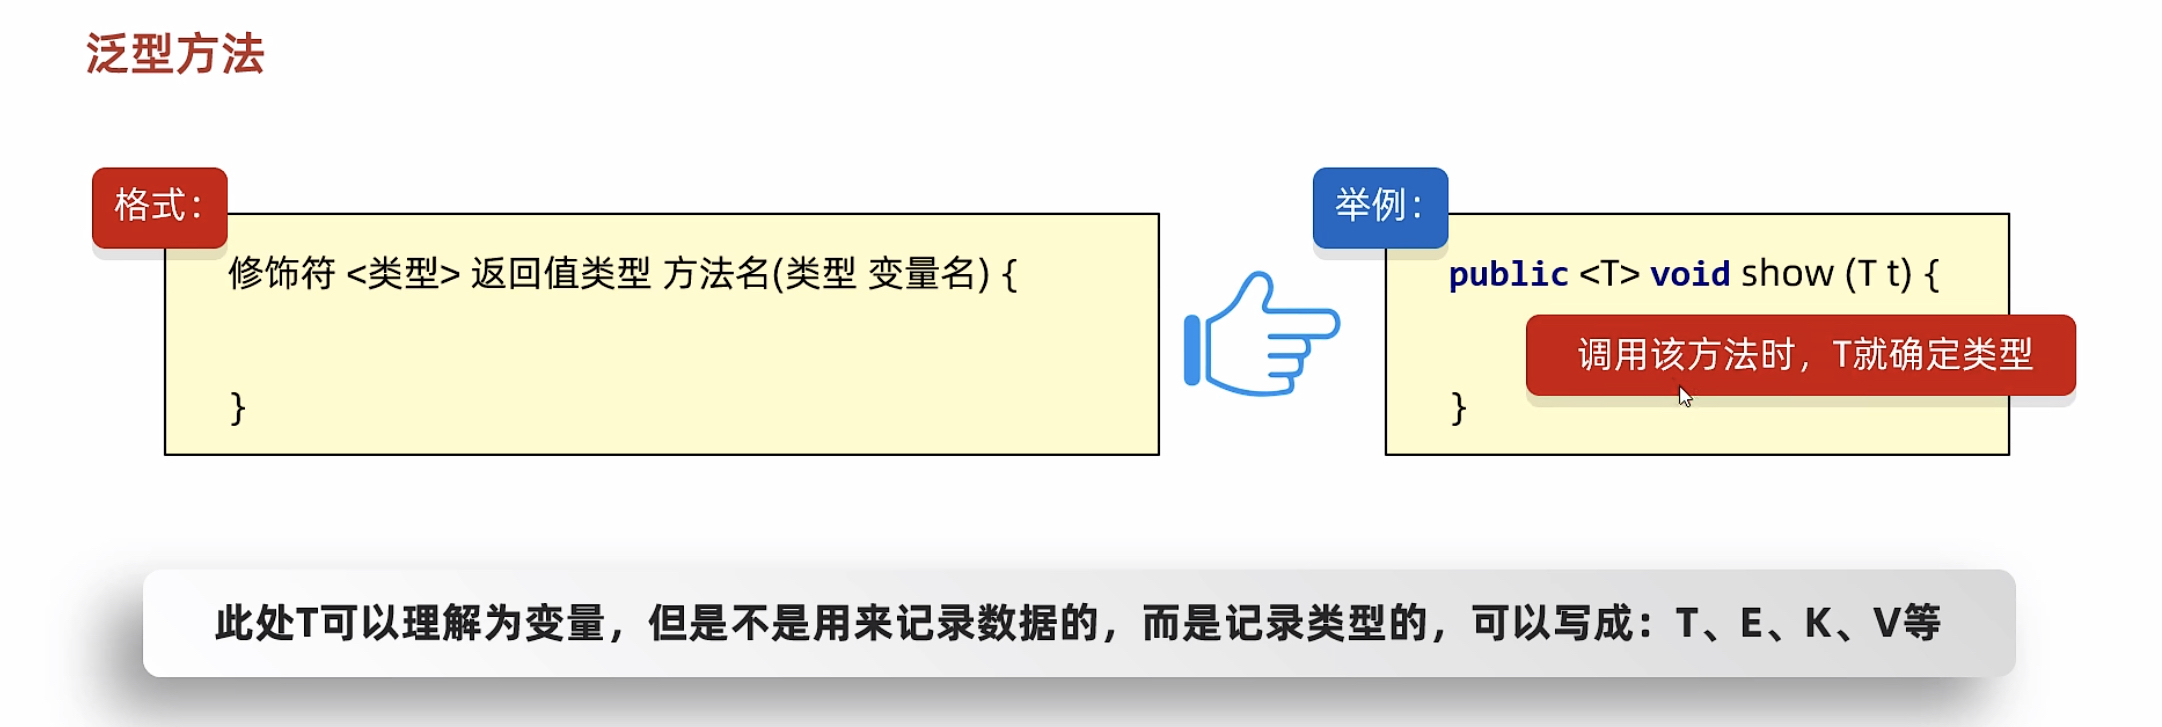 泛型方法
格式：
修饰符 <类型> 返回值类型 方法名(类型 变量名) {
}
举例：
public <T> void show (T t) {
调用该方法时，T就确定类型
}
此处T可以理解为变量，但是不是用来记录数据的，而是记录类型的，可以写成：T、E、K、V等